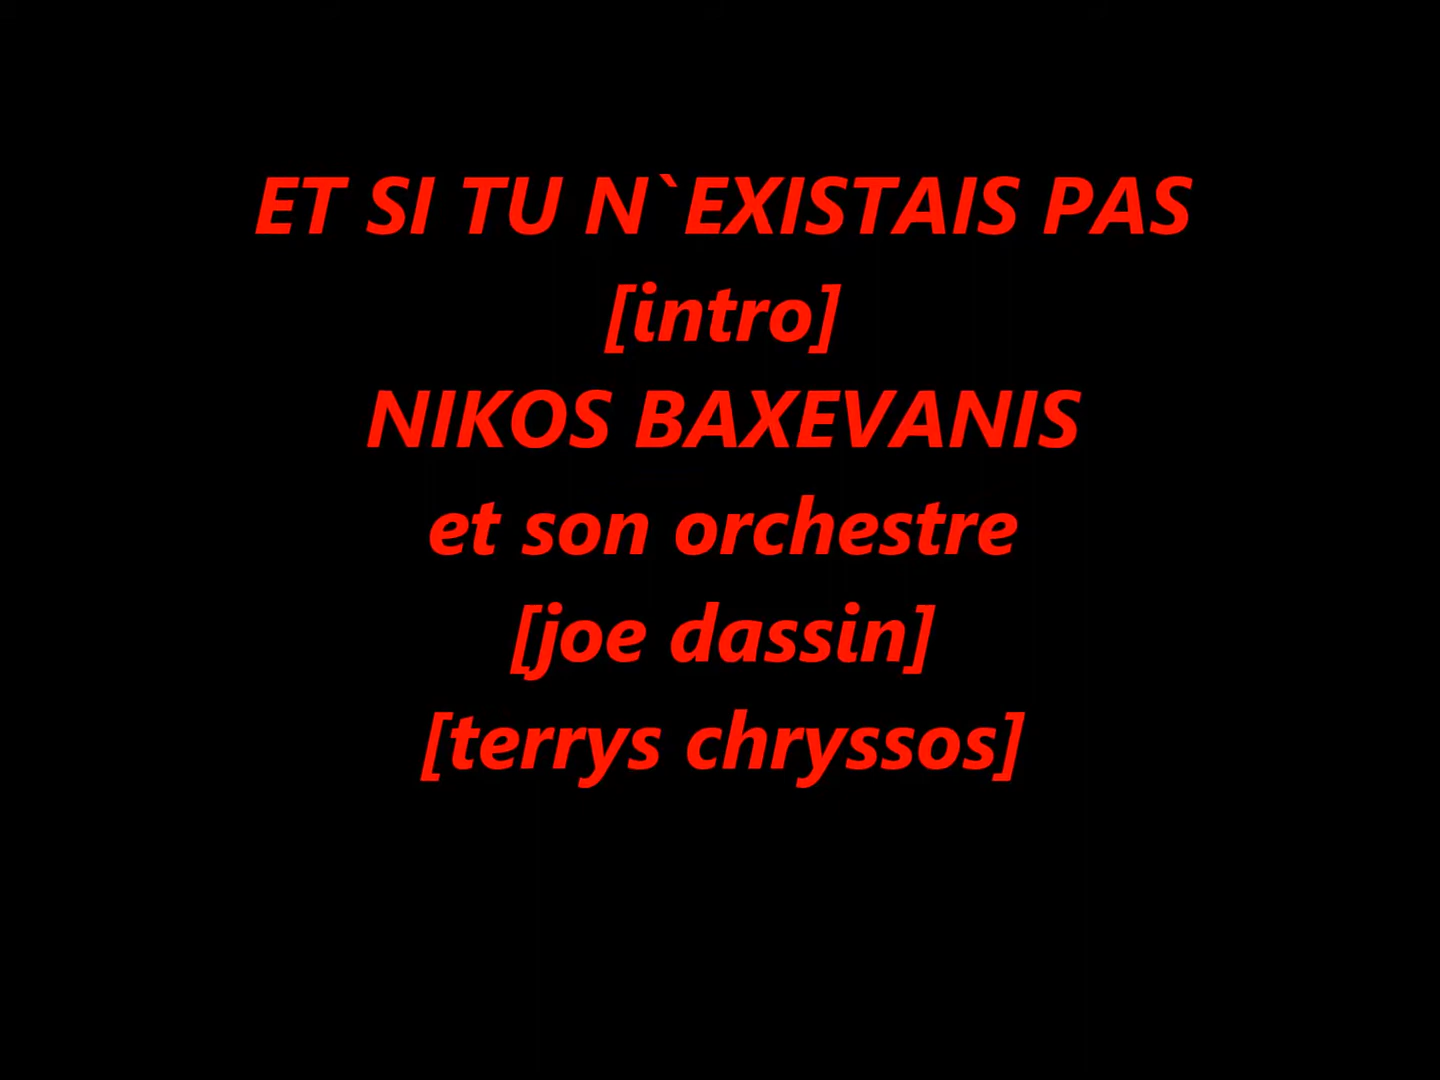 ET SI TU N`EXISTAIS PAS
[intro]
NIKOS BAXEVANIS
et son orchestre
[joe dassin]
[terrys chryssos]